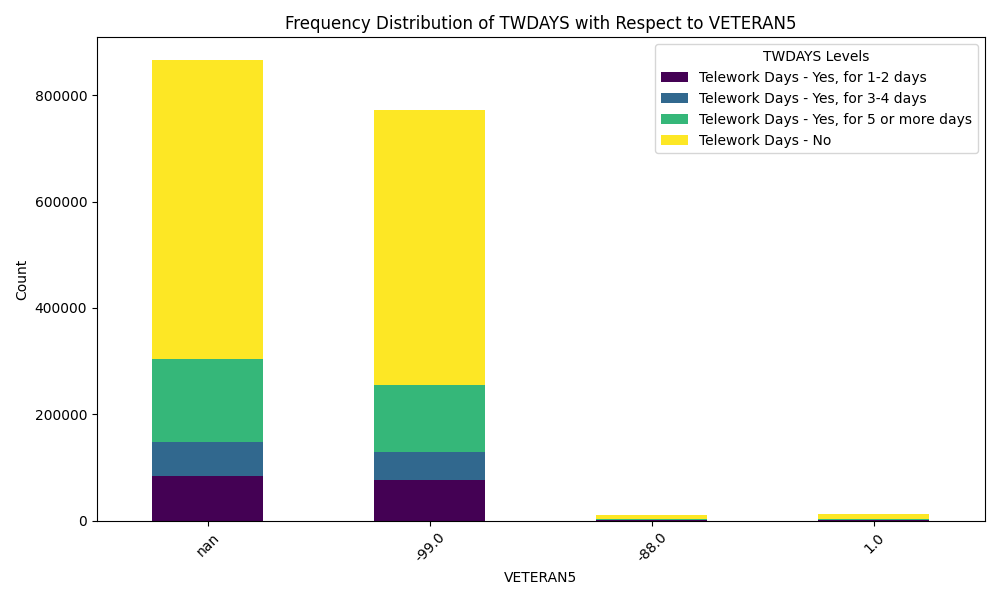 Frequency Distribution of TWDAYS with Respect to VETERAN5
TWDAYS Levels
Telework Days - Yes, for 1-2 days
Telework Days - Yes, for 3-4 days
Telework Days - Yes, for 5 or more days
Telework Days - No
800000
600000
400000
200000
0
Count
nan
-99.0
-88.0
1.0
VETERAN5